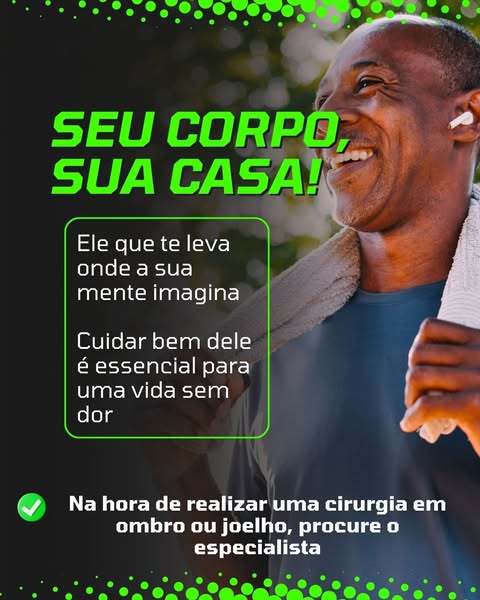 SEU CORPO,
SUA CASA!
Ele que te leva
onde a sua
mente imagina
Cuidar bem dele
é essencial para
uma vida sem
dor
Na hora de realizar uma cirurgia em
ombro ou joelho, procure o
especialista